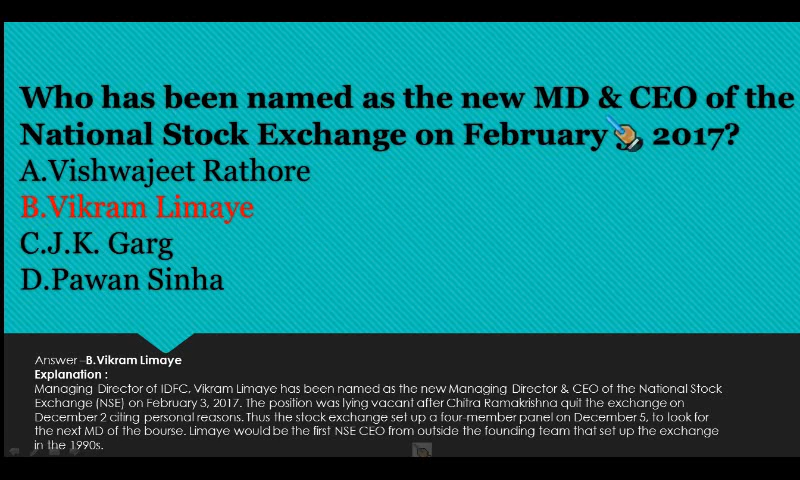 Who has been named as the new MD & CEO of the
National Stock Exchange on February 2017?
A.Vishwajeet Rathore
B.Vikram Limaye
C.J.K. Garg
D.Pawan Sinha
Answer –B.Vikram Limaye
Explanation :
Managing Director of IDFC, Vikram Limaye has been named as the new Managing Director & CEO of the National Stock
Exchange (NSE) on February 3, 2017. The position was lying vacant after Chitra Ramakrishna quit the exchange on
December 2 citing personal reasons. Thus the stock exchange set up a four-member panel on December 5, to look for
the next MD of the bourse. Limaye would be the first NSE CEO from outside the founding team that set up the exchange
in the 1990s.